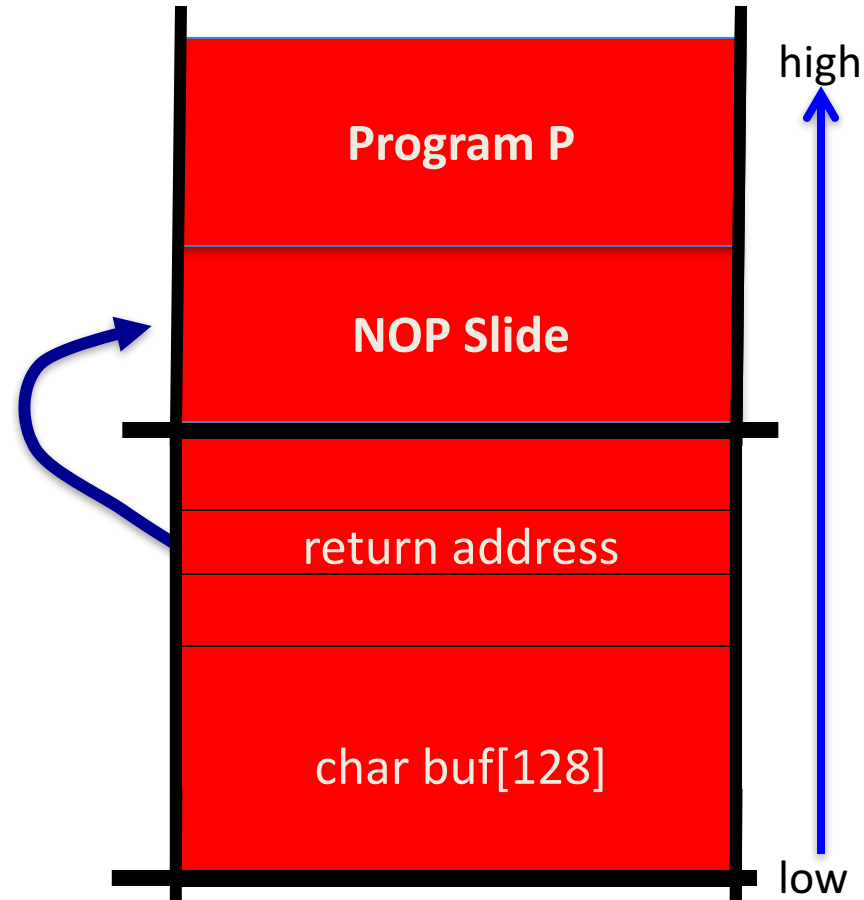 high
Program P
NOP Slide
return address
char buf[128]
low